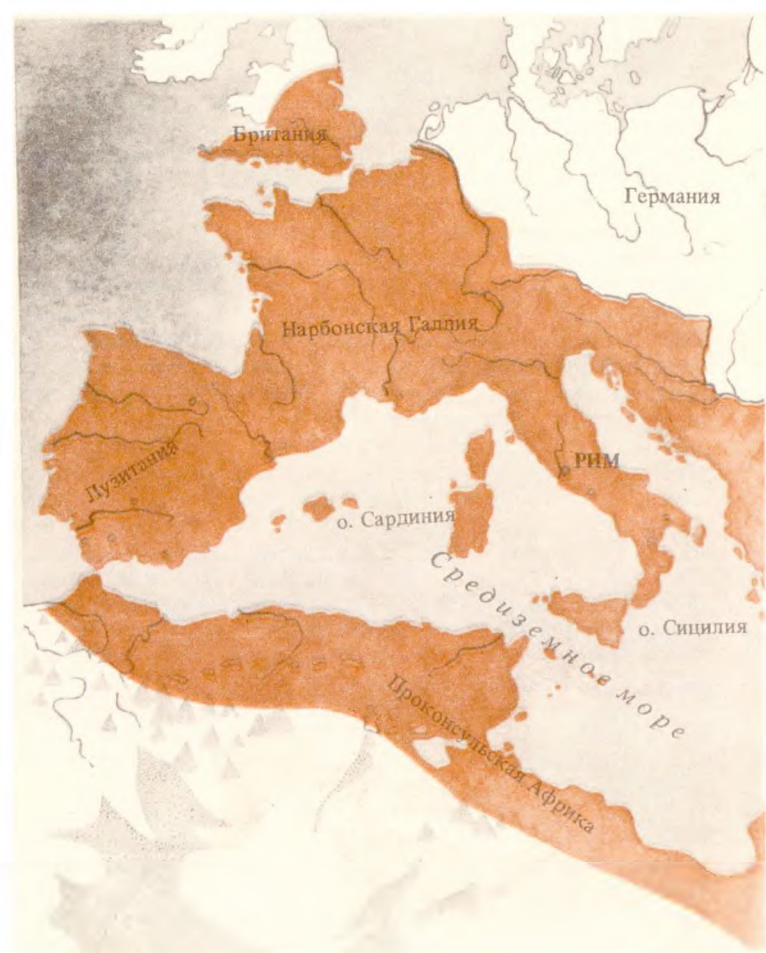 Британия
Германия
Нарбонская Галлия
Лузитания
РИМ
о. Сардиния
Средиземное море
о. Сицилия
Проконсульская Африка